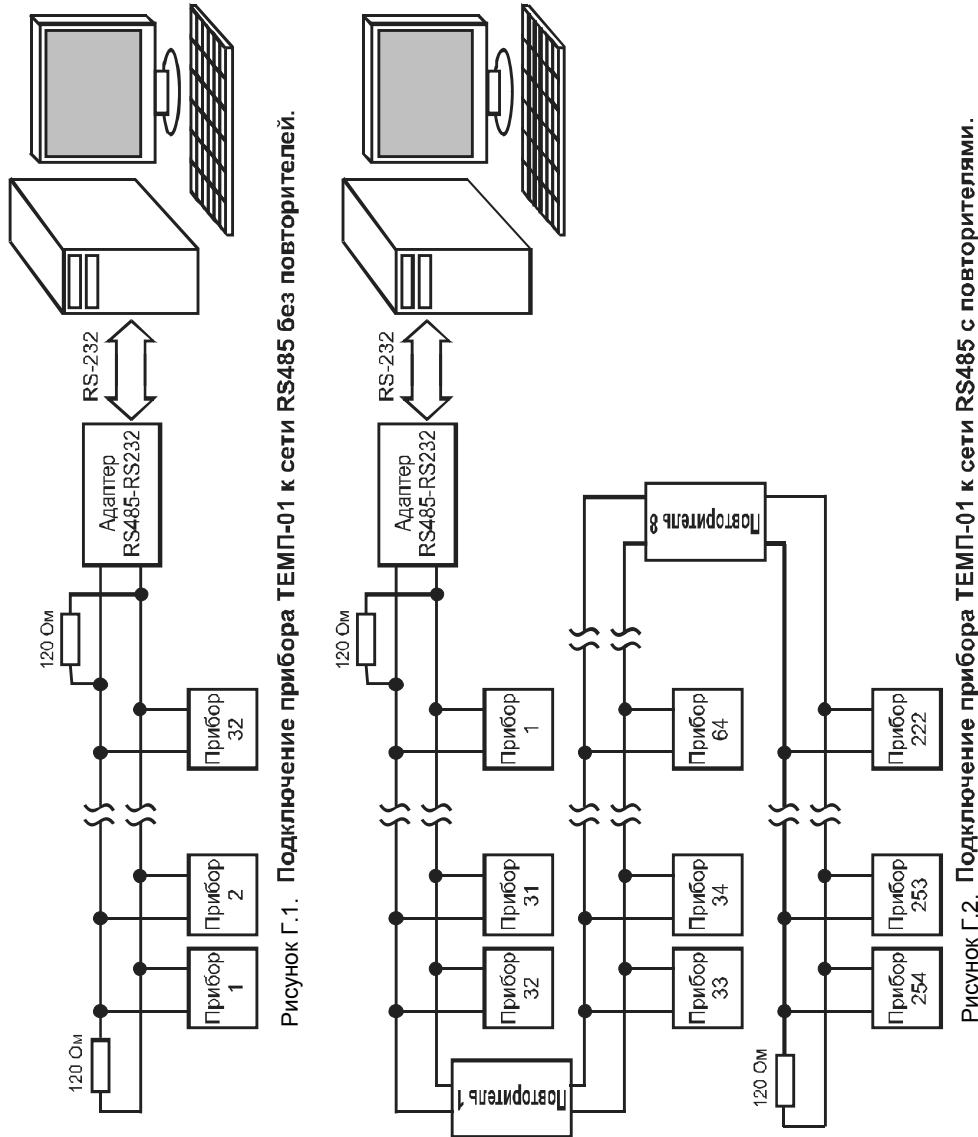 120 Ом
Прибор
1
Прибор
2
Прибор
32
120 Ом
Адаптер
RS485-RS232
RS-232
Рисунок Г.1. Подключение прибора ТЕМП-01 к сети RS485 без повторителей.
Повторитель 1
Прибор
32
Прибор
31
Прибор
1
120 Ом
Адаптер
RS485-RS232
RS-232
Прибор
33
Прибор
34
Прибор
64
Повторитель 8
120 Ом
Прибор
254
Прибор
253
Прибор
222
Рисунок Г.2. Подключение прибора ТЕМП-01 к сети RS485 с повторителями.